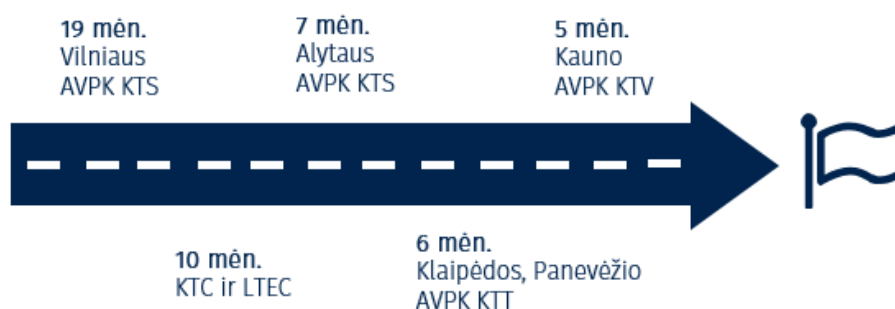 19 mėn.
Vilniaus
AVPK KTS
7 mėn.
Alytaus
AVPK KTS
5 mėn.
Kauno
AVPK KTV
10 mėn.
KTC ir LTEC
6 mėn.
Klaipėdos, Panevėžio
AVPK KTT